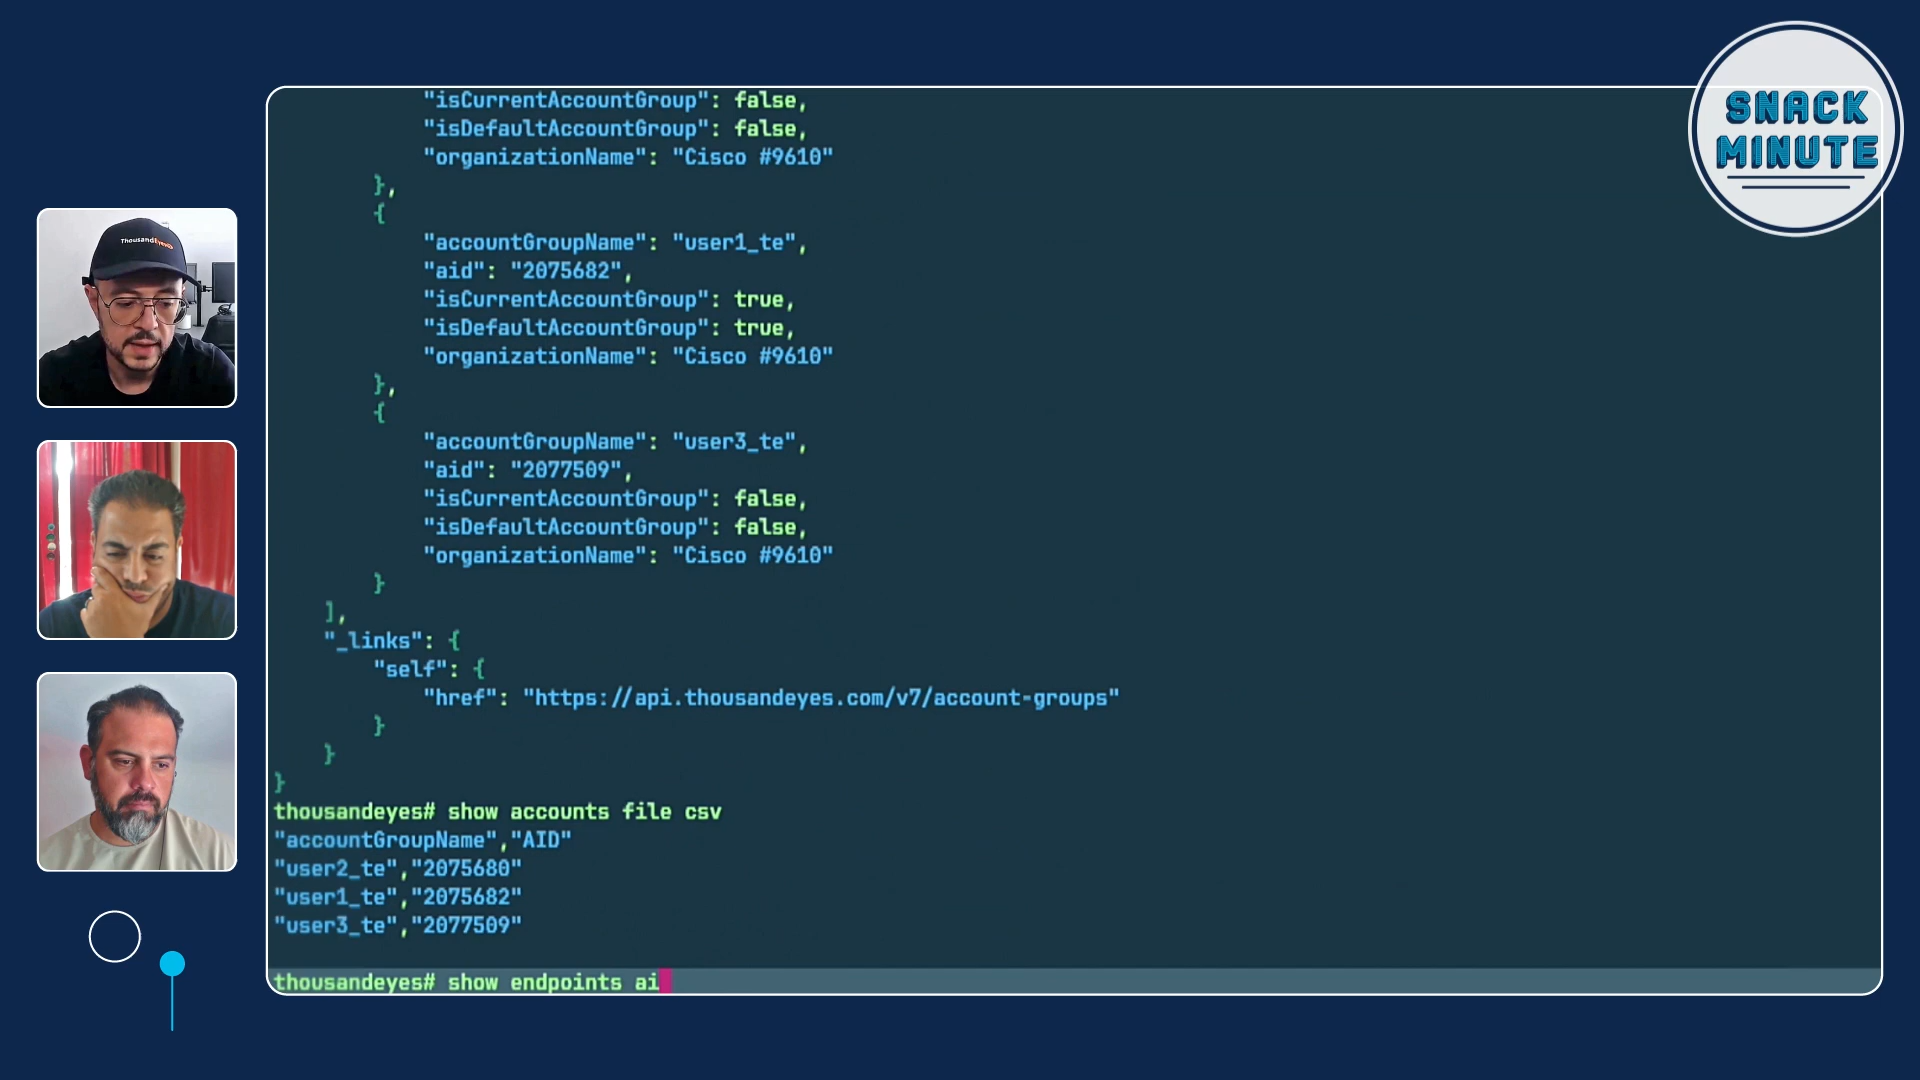 SNACK
MINUTE
ThousandEyes
"isCurrentAccountGroup": false,
"isDefaultAccountGroup": false,
"organizationName": "Cisco #9610"
},
{
"accountGroupName": "user1_te",
"aid": "2075682",
"isCurrentAccountGroup": true,
"isDefaultAccountGroup": true,
"organizationName": "Cisco #9610"
},
{
"accountGroupName": "user3_te",
"aid": "2077509",
"isCurrentAccountGroup": false,
"isDefaultAccountGroup": false,
"organizationName": "Cisco #9610"
}
],
"_links": {
"self": {
"href": "https://api.thousandeyes.com/v7/account-groups"
}
}
}
thousandeyes# show accounts file csv
"accountGroupName","AID"
"user2_te","2075680"
"user1_te","2075682"
"user3_te","2077509"
thousandeyes# show endpoints ai